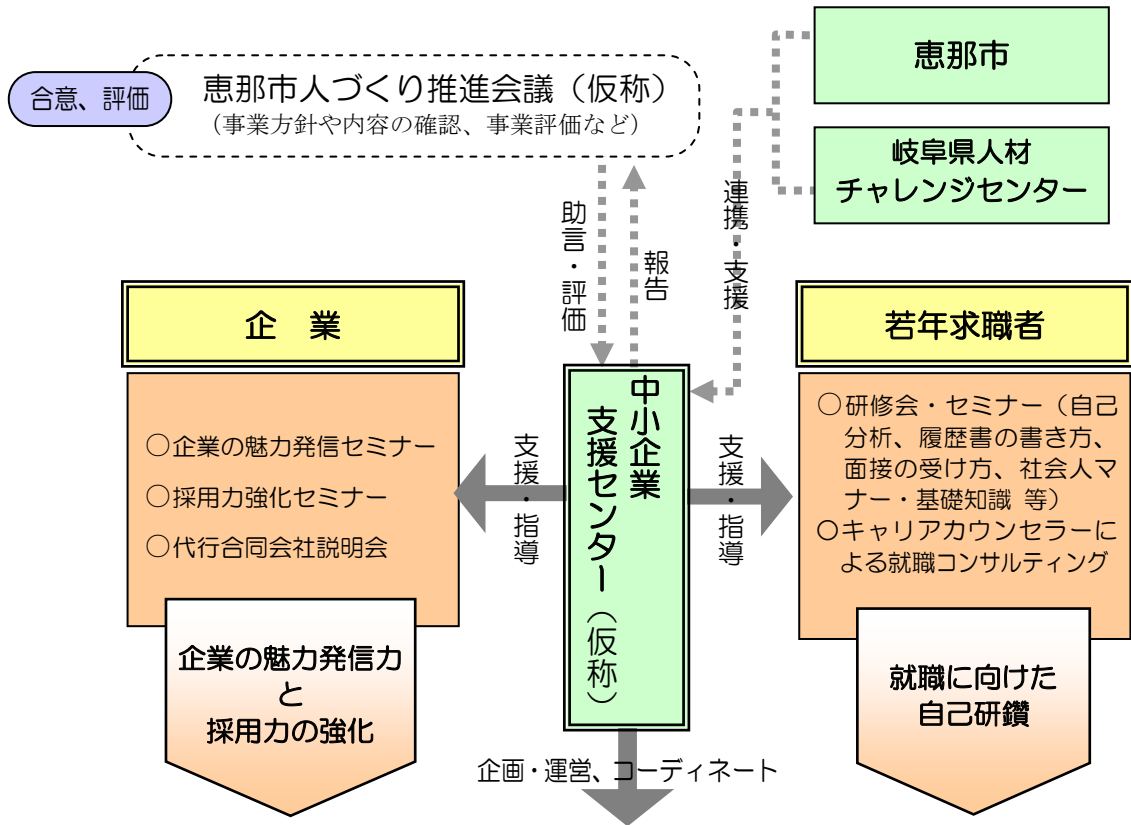 恵那市
合意、評価
恵那市人づくり推進会議（仮称）
（事業方針や内容の確認、事業評価など）
岐阜県人材
チャレンジセンター
助言・評価
報告
連携・支援
企　業
若年求職者
○企業の魅力発信セミナー
○採用力強化セミナー
○代行合同会社説明会
支援・指導
中小企業
支援センター（仮称）
支援・指導
○研修会・セミナー（自己
分析、履歴書の書き方、
面接の受け方、社会人マ
ナー・基礎知識 等）
○キャリアカウンセラーに
よる就職コンサルティング
企業の魅力発信力
と
採用力の強化
就職に向けた
自己研鑽
企画・運営、コーディネート